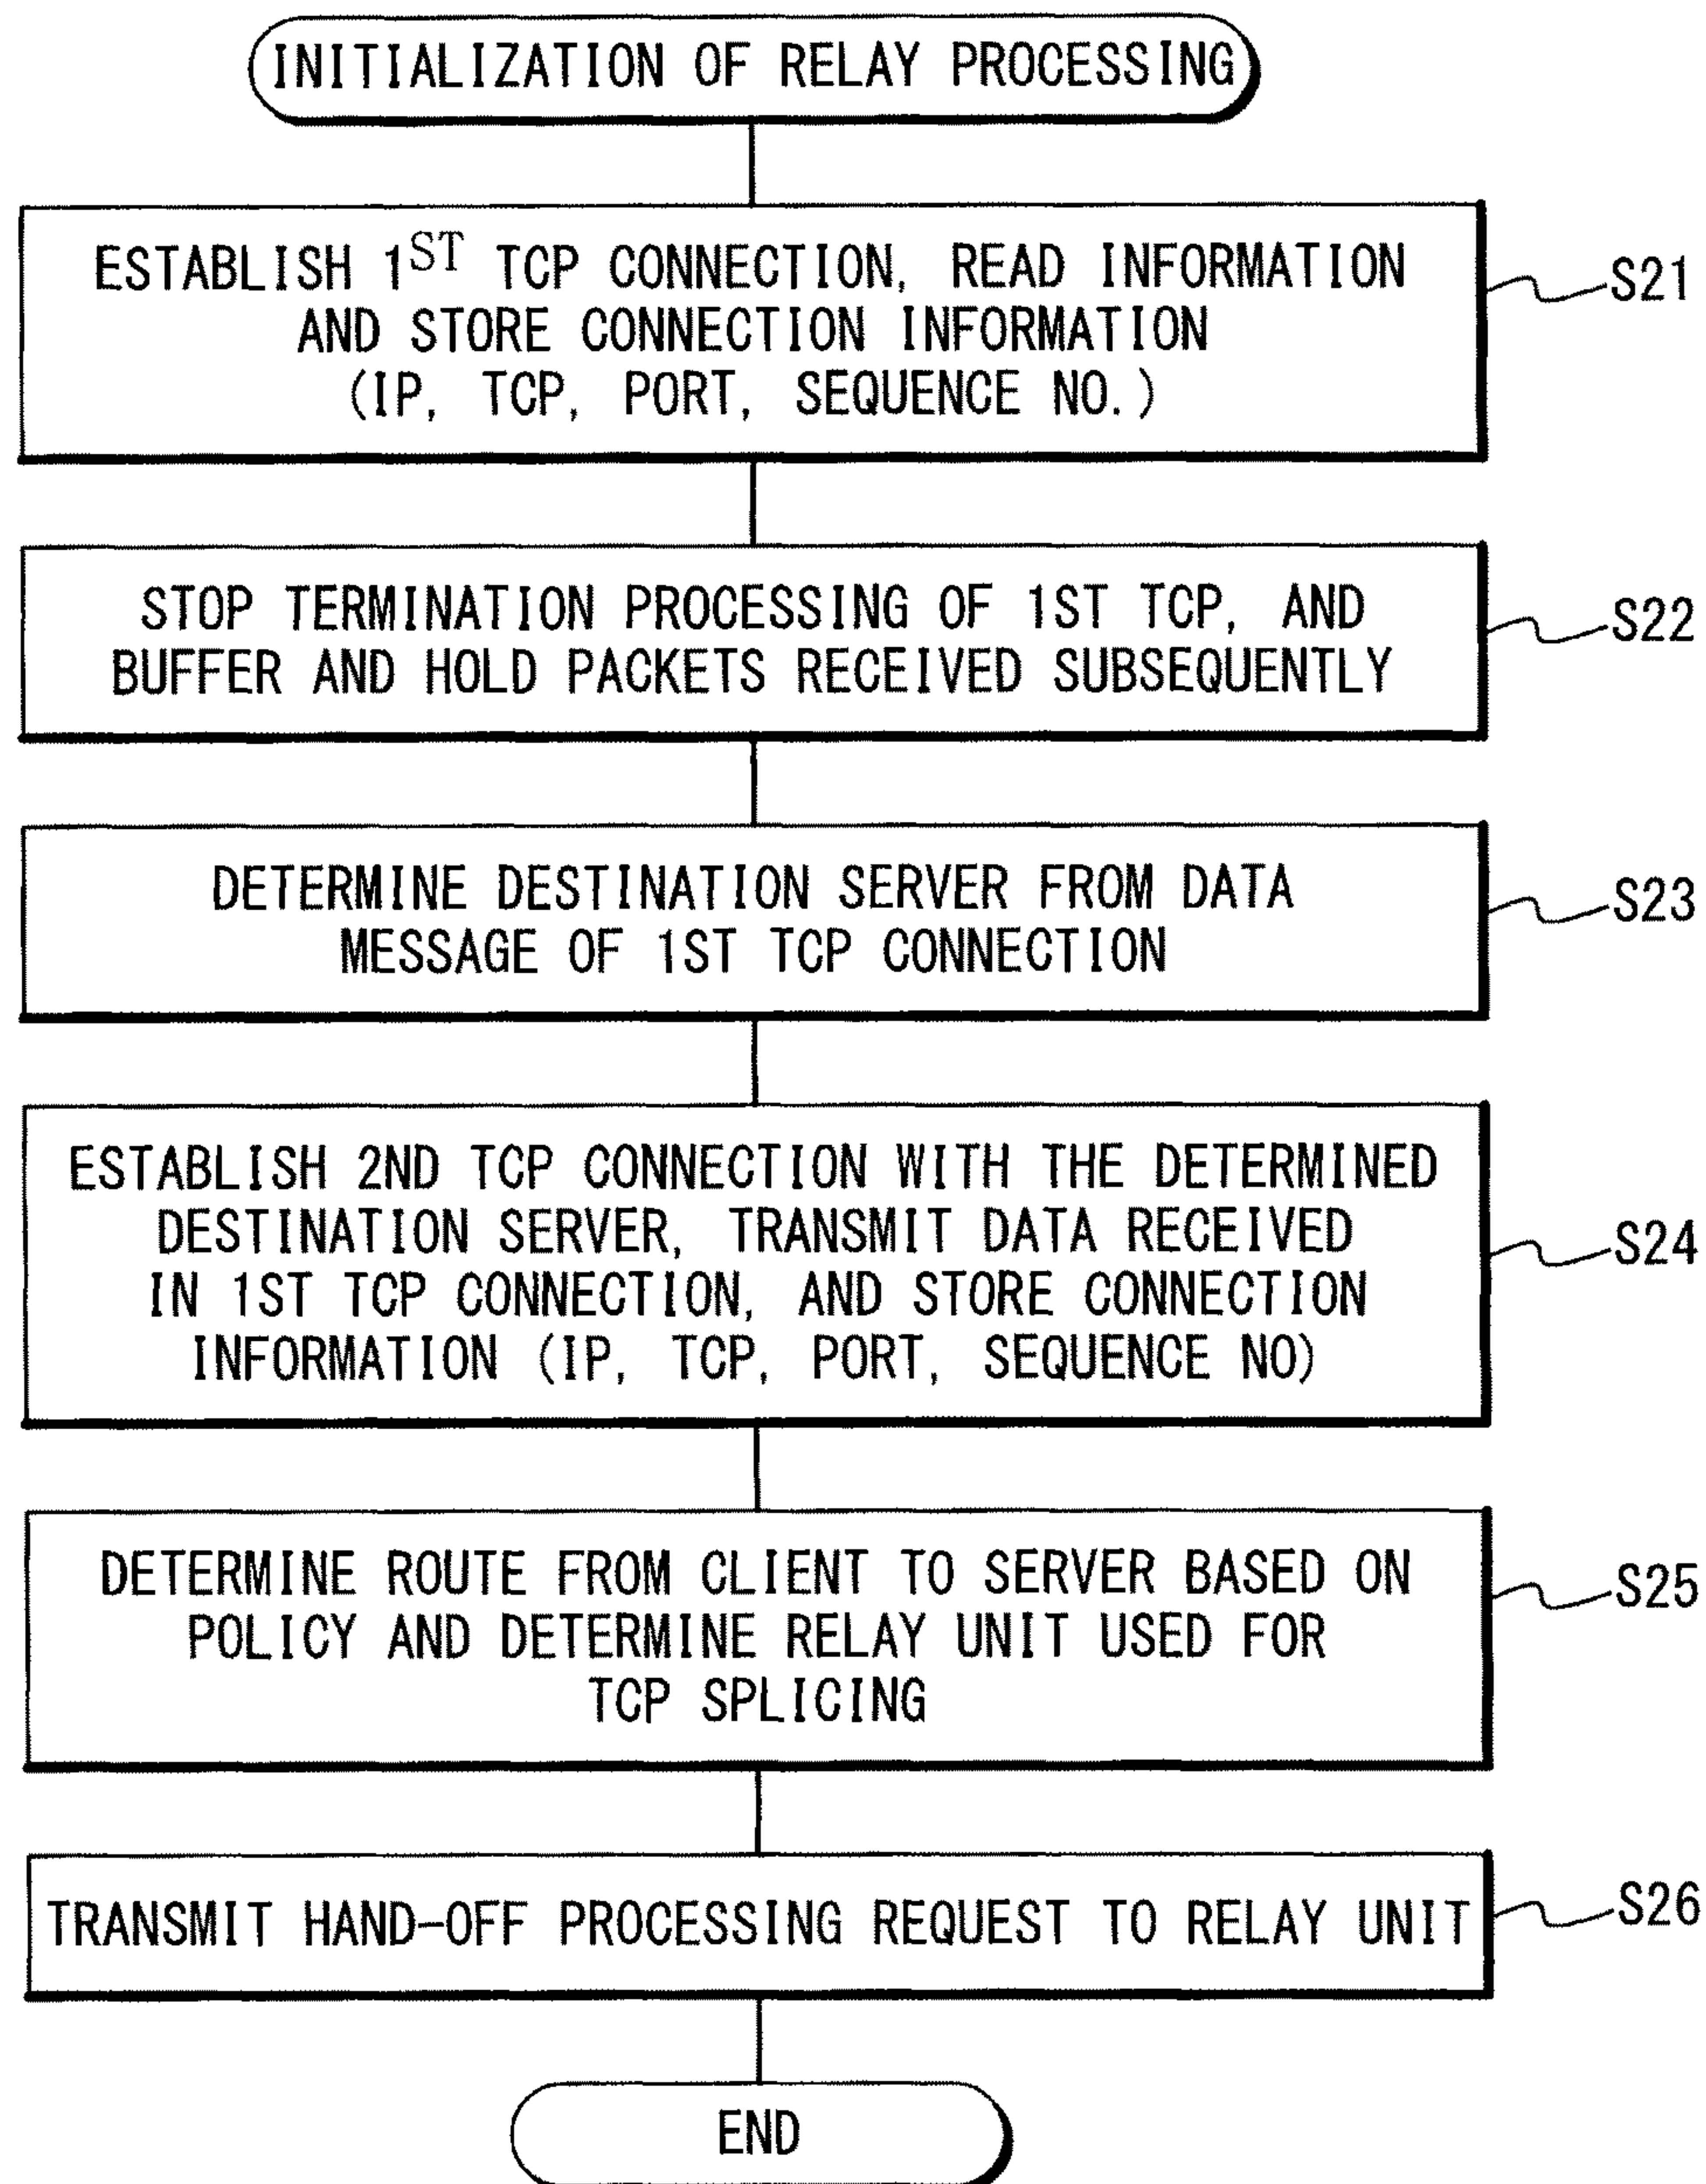 INITIALIZATION OF RELAY PROCESSING
ESTABLISH 1ST TCP CONNECTION, READ INFORMATION
AND STORE CONNECTION INFORMATION
(IP, TCP, PORT, SEQUENCE NO.)
S21
STOP TERMINATION PROCESSING OF 1ST TCP, AND
BUFFER AND HOLD PACKETS RECEIVED SUBSEQUENTLY
S22
DETERMINE DESTINATION SERVER FROM DATA
MESSAGE OF 1ST TCP CONNECTION
S23
ESTABLISH 2ND TCP CONNECTION WITH THE DETERMINED
DESTINATION SERVER, TRANSMIT DATA RECEIVED
IN 1ST TCP CONNECTION, AND STORE CONNECTION
INFORMATION (IP, TCP, PORT, SEQUENCE NO)
S24
DETERMINE ROUTE FROM CLIENT TO SERVER BASED ON
POLICY AND DETERMINE RELAY UNIT USED FOR
TCP SPLICING
S25
TRANSMIT HAND-OFF PROCESSING REQUEST TO RELAY UNIT
S26
END